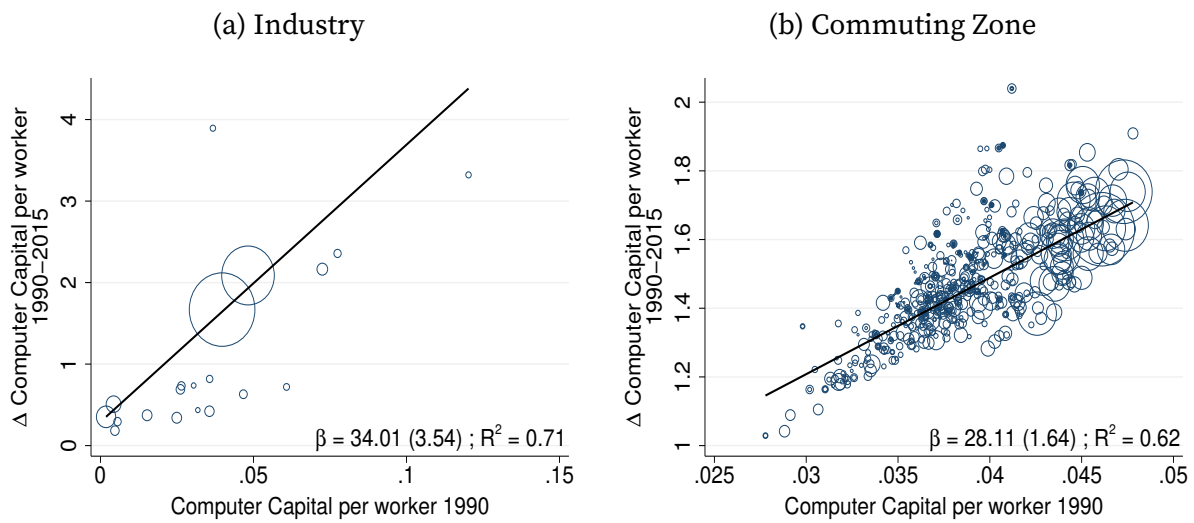 (a) Industry
Δ Computer Capital per worker
1990−2015
4
3
2
1
0
0
.05
.1
.15
β = 34.01 (3.54) ; R² = 0.71
Computer Capital per worker 1990
(b) Commuting Zone
Δ Computer Capital per worker
1990−2015
2
1.8
1.6
1.4
1.2
1
.025
.03
.035
.04
.045
.05
β = 28.11 (1.64) ; R² = 0.62
Computer Capital per worker 1990